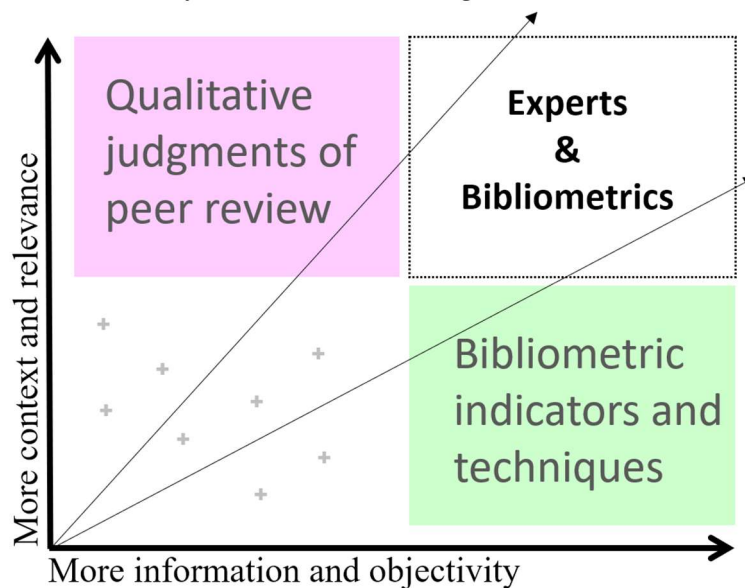 Qualitative
judgments of
peer review
Experts
&
Bibliometrics
More context and relevance
Bibliometric
indicators and
techniques
More information and objectivity